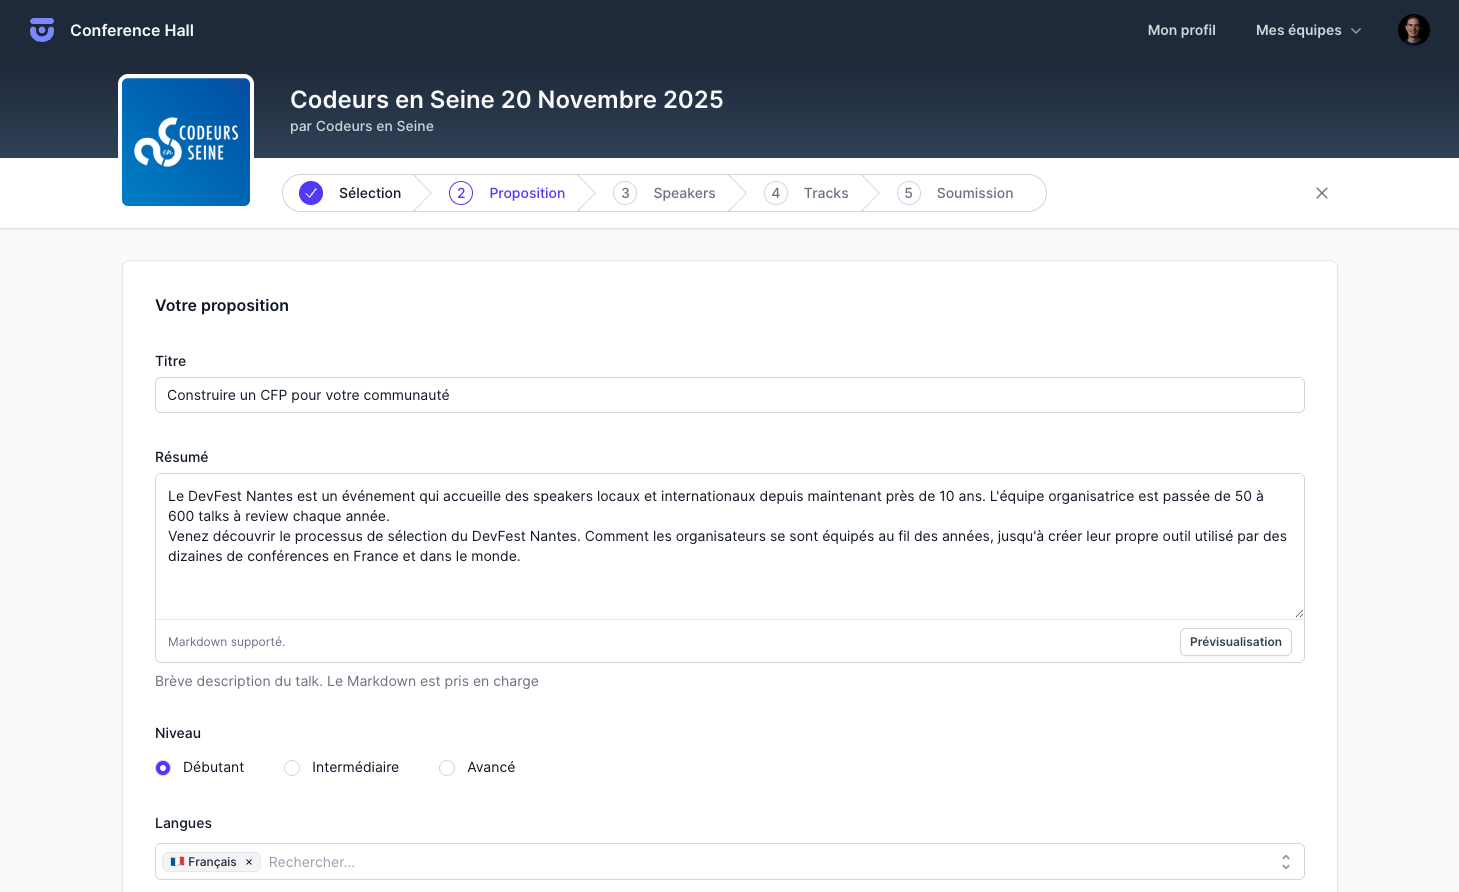 Conference Hall
Mon profil
Mes équipes
CODEURS
en
SEINE
Codeurs en Seine 20 Novembre 2025
par Codeurs en Seine
Sélection
2 Proposition
3 Speakers
4 Tracks
5 Soumission
Votre proposition
Titre
Construire un CFP pour votre communauté
Résumé
Le DevFest Nantes est un événement qui accueille des speakers locaux et internationaux depuis maintenant près de 10 ans. L'équipe organisatrice est passée de 50 à
600 talks à review chaque année.
Venez découvrir le processus de sélection du DevFest Nantes. Comment les organisateurs se sont équipés au fil des années, jusqu'à créer leur propre outil utilisé par des
dizaines de conférences en France et dans le monde.
Markdown supporté.
Prévisualisation
Brève description du talk. Le Markdown est pris en charge
Niveau
Débutant
Intermédiaire
Avancé
Langues
Français ×
Rechercher...